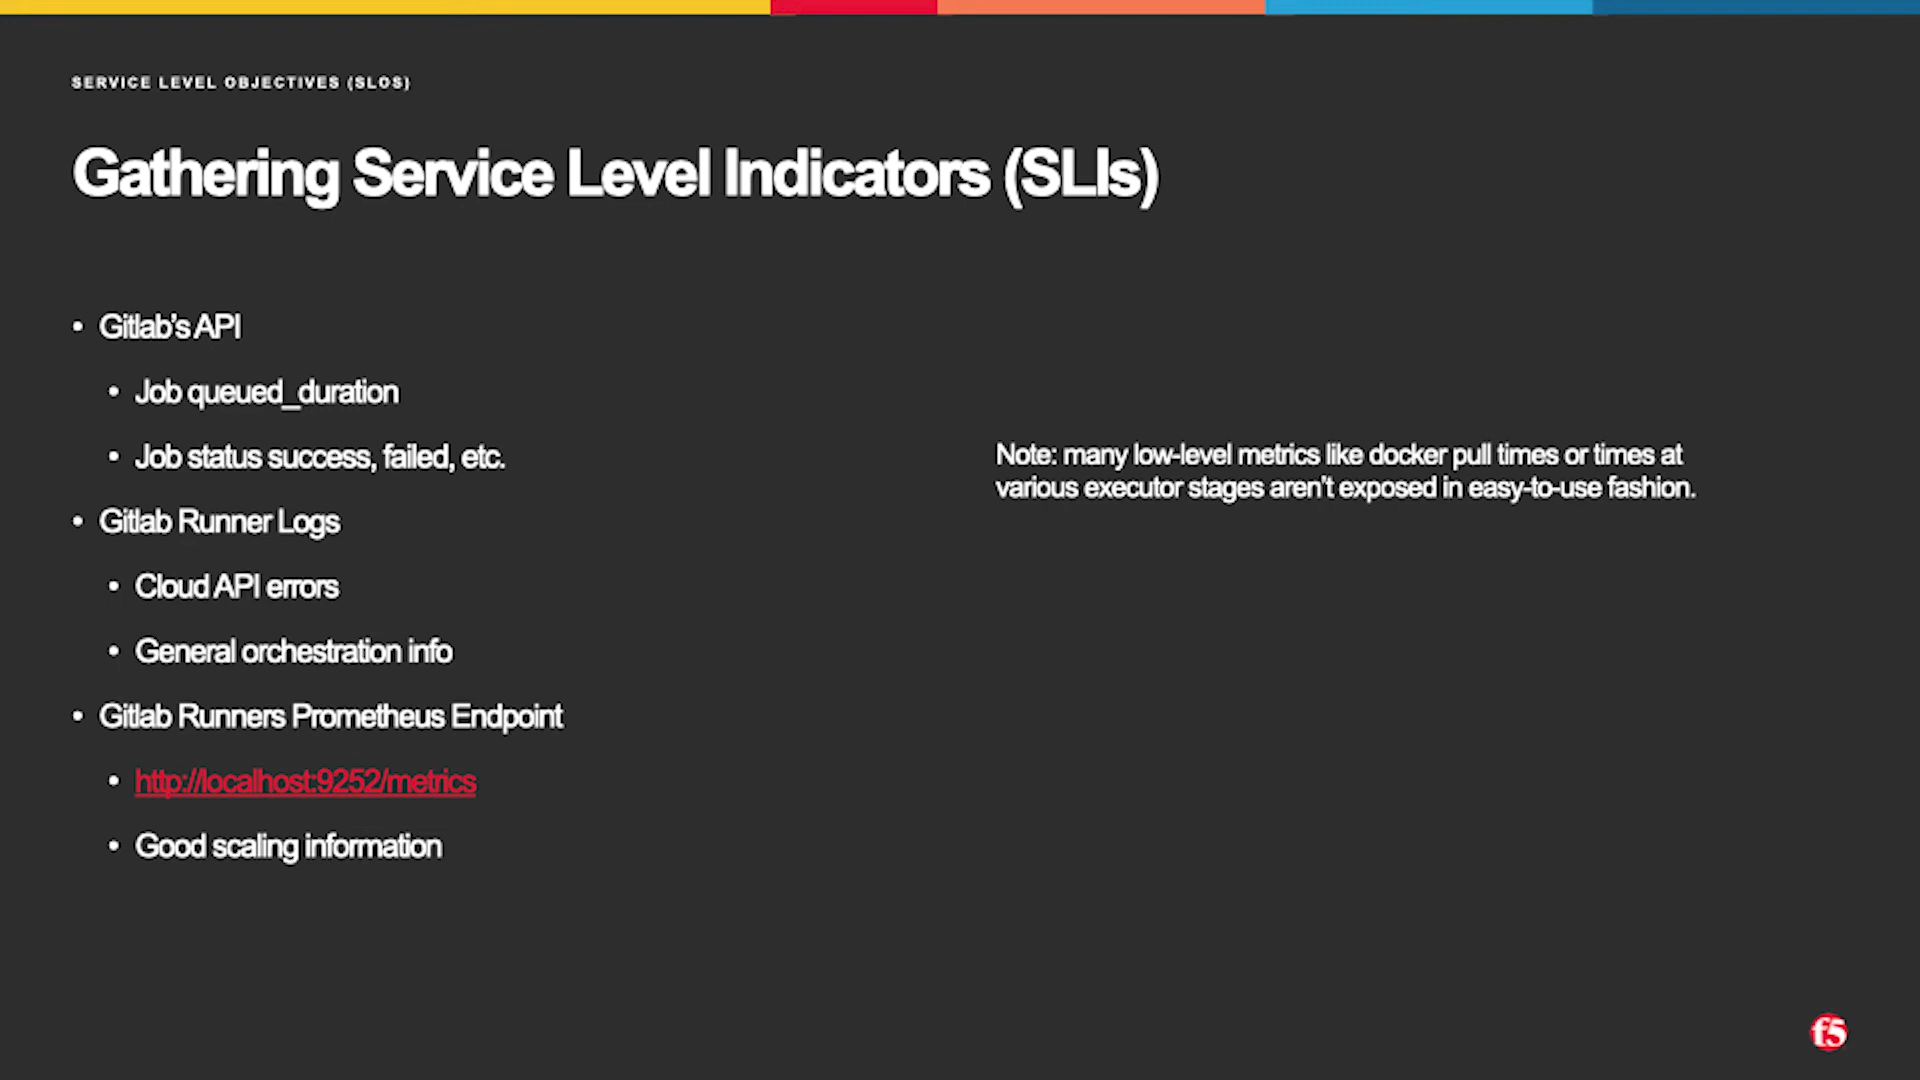 SERVICE LEVEL OBJECTIVES (SLOS)
Gathering Service Level Indicators (SLIs)
• Gitlab's API
• Job queued_duration
• Job status success, failed, etc.
• Gitlab Runner Logs
• Cloud API errors
• General orchestration info
• Gitlab Runners Prometheus Endpoint
• http://localhost:9252/metrics
• Good scaling information
Note: many low-level metrics like docker pull times or times at
various executor stages aren't exposed in easy-to-use fashion.
f5